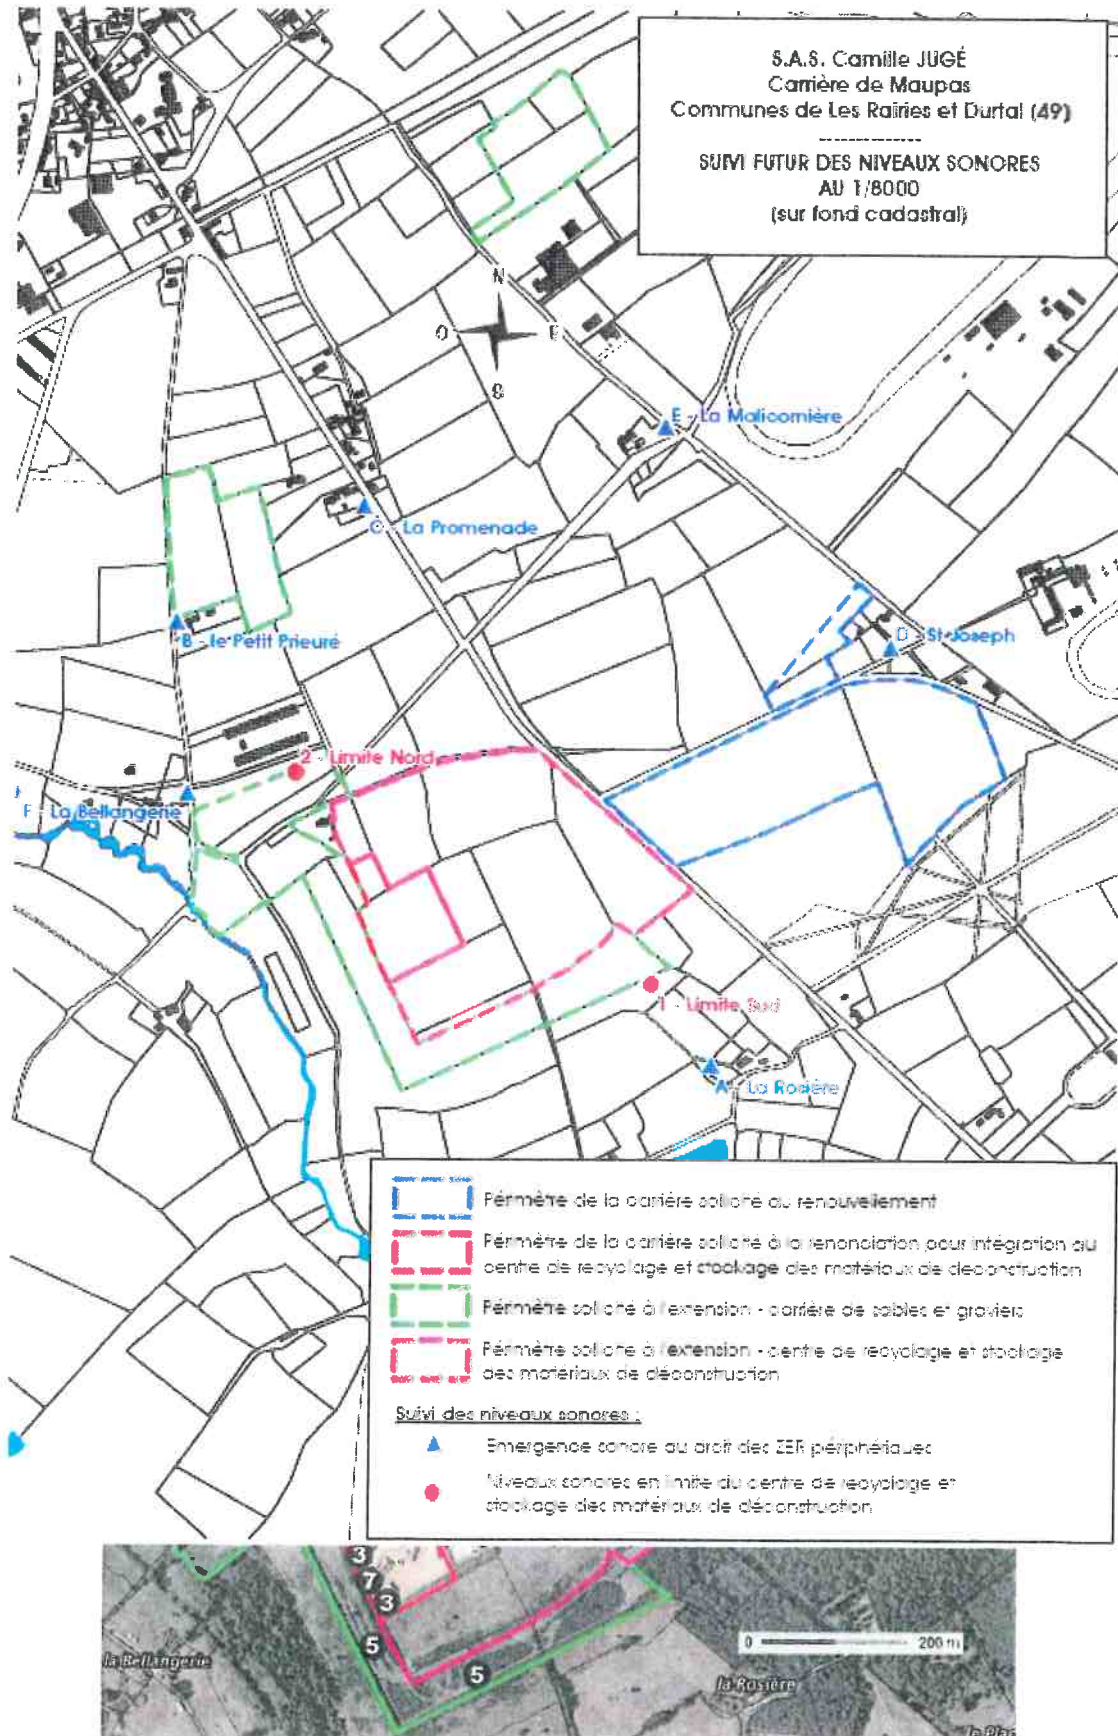 S.A.S. Camille JUGÉ
Carrière de Maupas
Communes de Les Rairies et Durtal (49)
-------------
SUIVI FUTUR DES NIVEAUX SONORES
AU 1/8000
(sur fond cadastral)
N
O
E
S
E - La Malicornière
C - La Promenade
B - le Petit Prieuré
D - St Joseph
2 - Limite Nord
F - La Bellangerie
1 - Limite Sud
A - La Rosière
Périmètre de la carrière sollicité au renouvellement
Périmètre de la carrière sollicité à la renonciation pour intégration au
centre de recyclage et stockage des matériaux de déconstruction
Périmètre sollicité à l'extension - carrière de sables et graviers
Périmètre sollicité à l'extension - centre de recyclage et stockage
des matériaux de déconstruction
Suivi des niveaux sonores :
Emergence sonore au droit des ZER périphériques
Niveaux sonores en limite du centre de recyclage et
stockage des matériaux de déconstruction
3
7
3
5
5
0
200 m
la Bellangerie
la Rosière